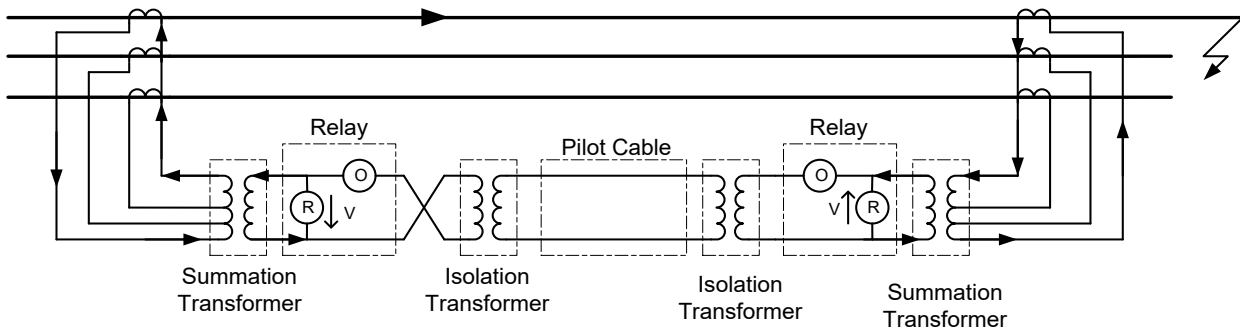 Relay
Pilot Cable
Relay
O
O
R
V
V
R
Summation
Transformer
Isolation
Transformer
Isolation
Transformer
Summation
Transformer